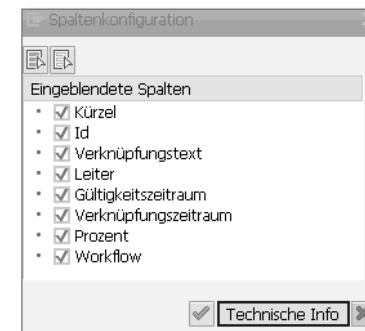 Spaltenkonfiguration
Eingeblendete Spalten
Kürzel
Id
Verknüpfungstext
Leiter
Gültigkeitszeitraum
Verknüpfungszeitraum
Prozent
Workflow
Technische Info